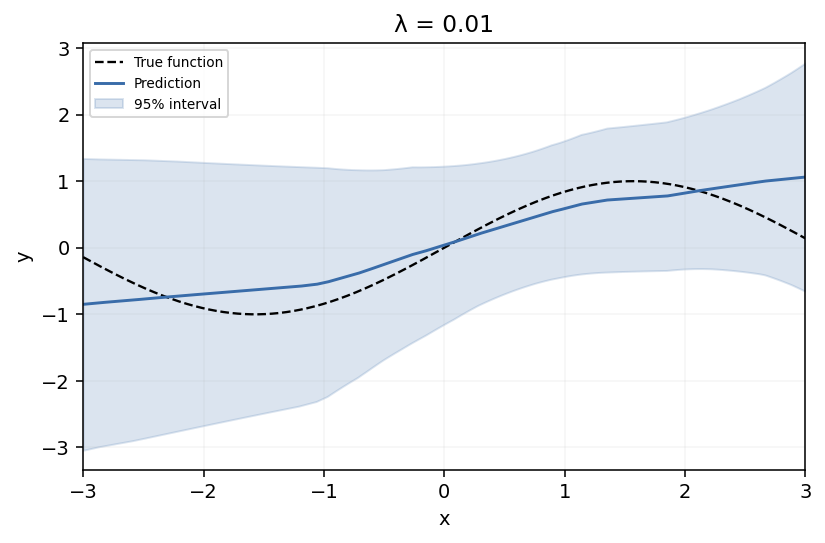 λ = 0.01
True function
Prediction
95% interval
3
2
1
0
−1
−2
−3
y
−3 −2 −1 0 1 2 3
x